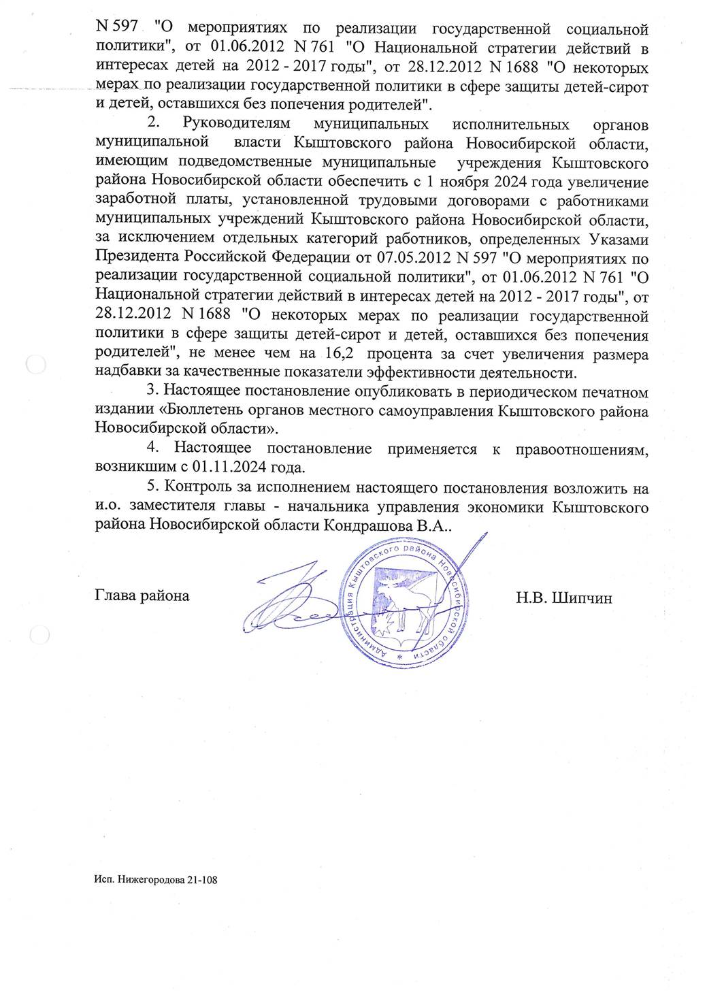 N 597 "О мероприятиях по реализации государственной социальной
политики", от 01.06.2012 N 761 "О Национальной стратегии действий в
интересах детей на 2012 - 2017 годы", от 28.12.2012 N 1688 "О некоторых
мерах по реализации государственной политики в сфере защиты детей-сирот
и детей, оставшихся без попечения родителей".
2. Руководителям муниципальных исполнительных органов
муниципальной власти Кыштовского района Новосибирской области,
имеющим подведомственные муниципальные учреждения Кыштовского
района Новосибирской области обеспечить с 1 ноября 2024 года увеличение
заработной платы, установленной трудовыми договорами с работниками
муниципальных учреждений Кыштовского района Новосибирской области,
за исключением отдельных категорий работников, определенных Указами
Президента Российской Федерации от 07.05.2012 N 597 "О мероприятиях по
реализации государственной социальной политики", от 01.06.2012 N 761 "О
Национальной стратегии действий в интересах детей на 2012 - 2017 годы", от
28.12.2012 N 1688 "О некоторых мерах по реализации государственной
политики в сфере защиты детей-сирот и детей, оставшихся без попечения
родителей", не менее чем на 16,2 процента за счет увеличения размера
надбавки за качественные показатели эффективности деятельности.
3. Настоящее постановление опубликовать в периодическом печатном
издании «Бюллетень органов местного самоуправления Кыштовского района
Новосибирской области».
4. Настоящее постановление применяется к правоотношениям,
возникшим с 01.11.2024 года.
5. Контроль за исполнением настоящего постановления возложить на
и.о. заместителя главы - начальника управления экономики Кыштовского
района Новосибирской области Кондрашова В.А..
Администрация Кыштовского района Новосибирской области *
Глава района
Н.В. Шипчин
Исп. Нижегородова 21-108